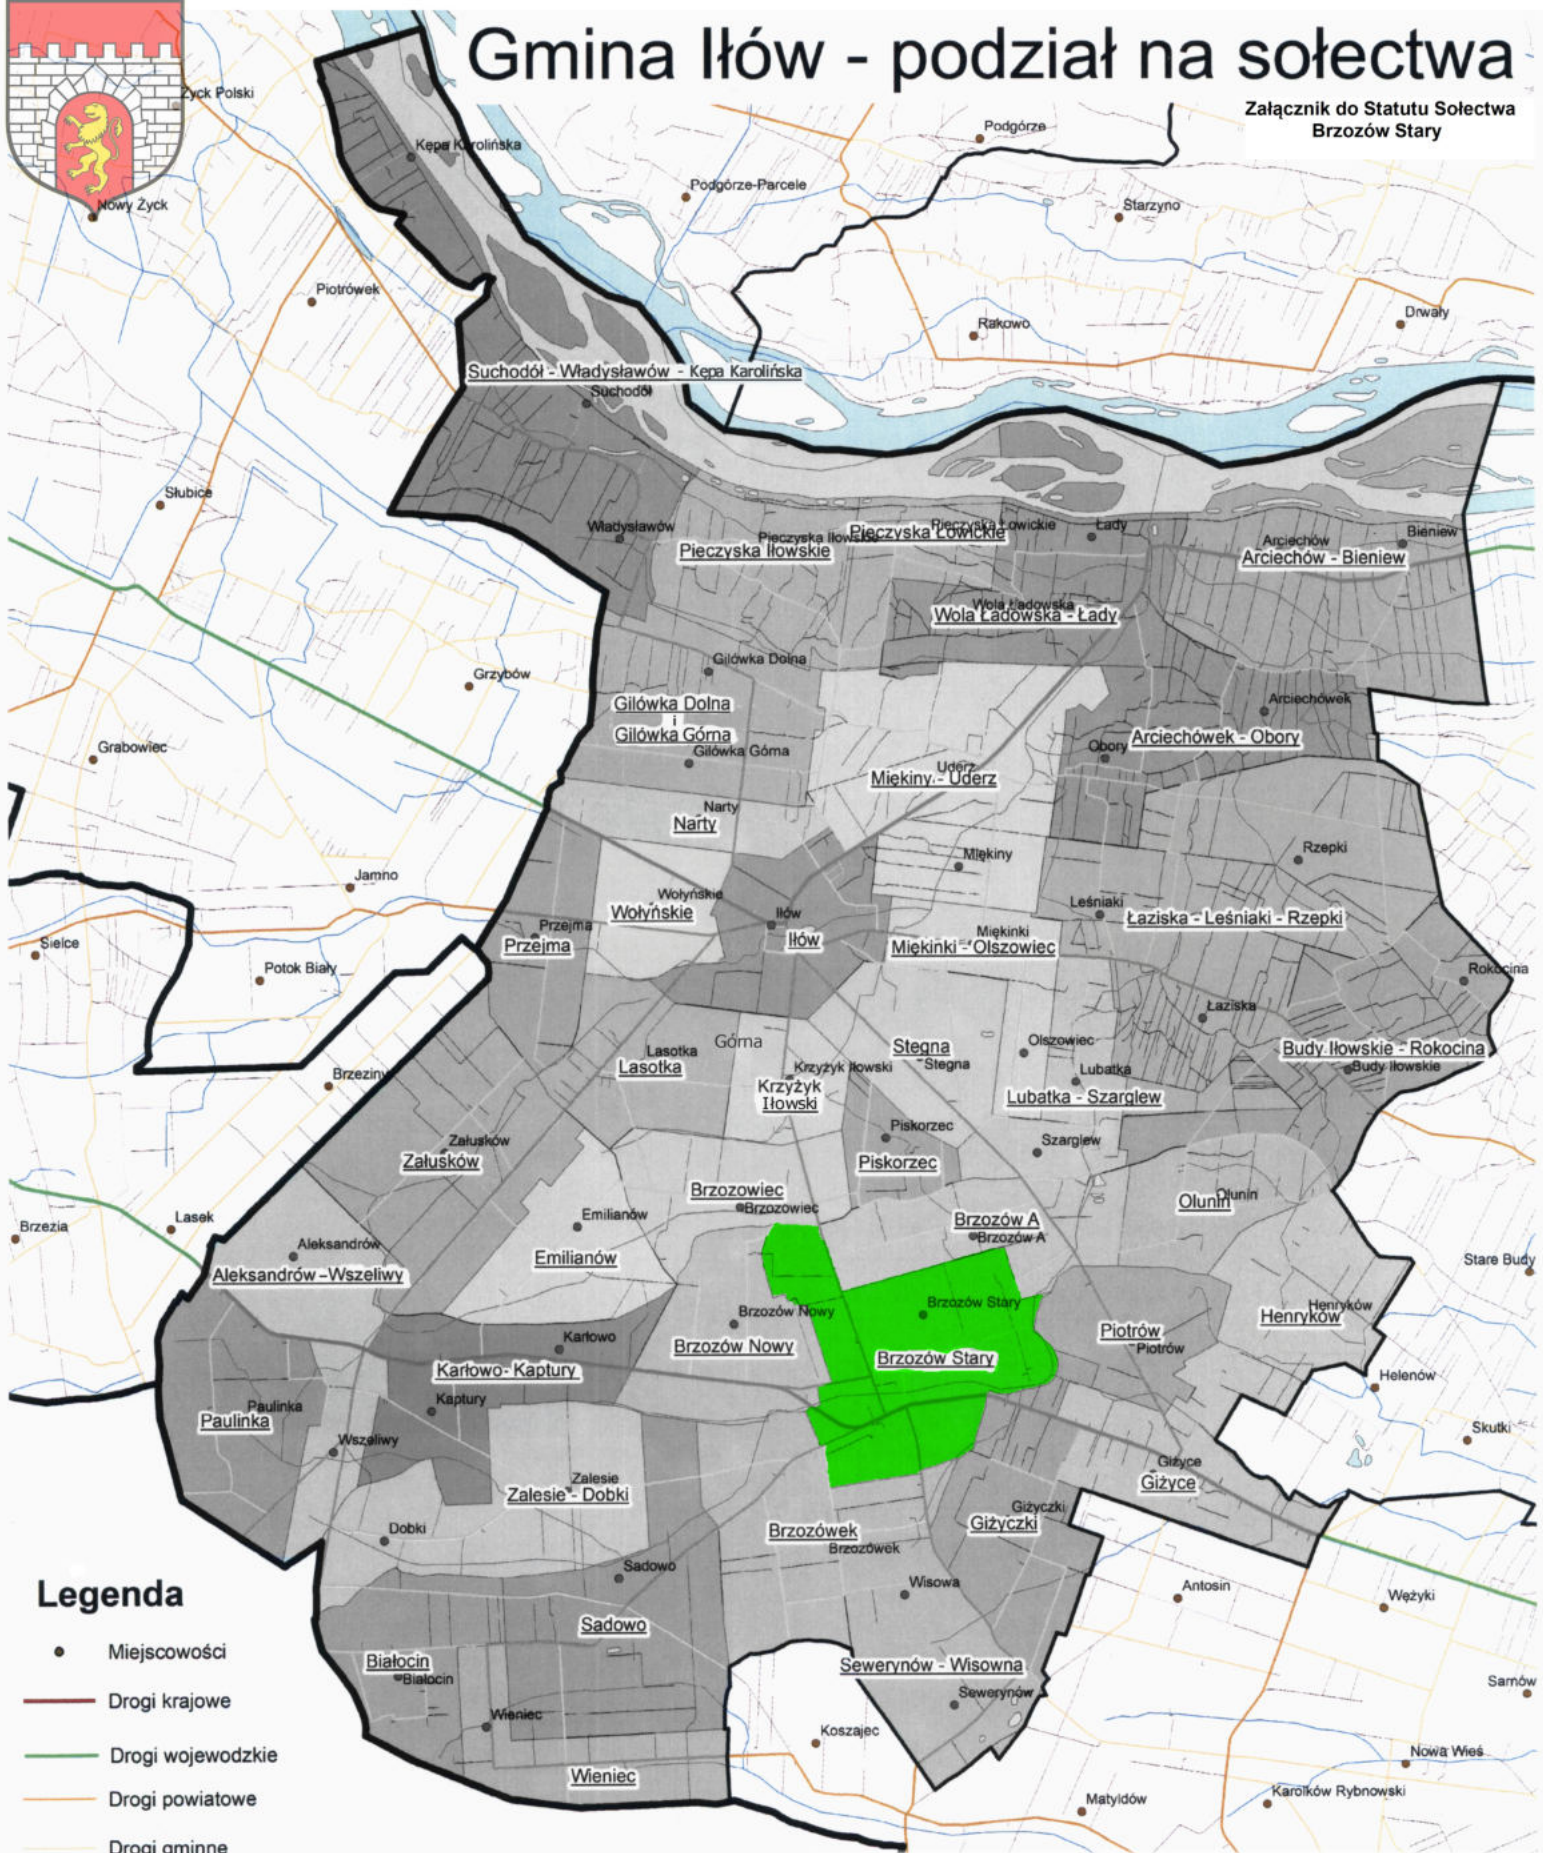 Gmina Iłów - podział na sołectwa
Załącznik do Statutu Sołectwa
Brzozów Stary
Życk Polski
Podgórze
Kępa Karolińska
Podgórze-Parcele
Nowy Życk
Starzyno
Piotrówek
Drwały
Rakowo
Suchodół - Władysławów - Kępa Karolińska
Suchodół
Słubice
Władysławów
Pieczyska Iłowskie
Pieczyska Iłowskie
Pieczyska Łowickie
Pieczyska Łowickie
Łady
Arciechów
Bieniew
Arciechów - Bieniew
Wola Ładowska
Wola Ładowska - Łady
Gilówka Dolna
Grzybów
Gilówka Dolna
i
Gilówka Górna
Gilówka Górna
Arciechówek
Arciechówek - Obory
Obory
Grabowiec
Uderz
Miękiny - Uderz
Narty
Narty
Miękiny
Rzepki
Jamno
Wołyńskie
Wołyńskie
Iłów
Iłów
Leśniaki
Łaziska - Leśniaki - Rzepki
Przejma
Przejma
Miękinki
Miękinki - Olszowiec
Sielce
Potok Biały
Rokocina
Łaziska
Górna
Lasotka
Lasotka
Stegna
Stegna
Olszowiec
Budy Iłowskie - Rokocina
Budy Iłowskie
Krzyżyk Iłowski
Krzyżyk
Iłowski
Lubatka
Lubatka - Szarglew
Brzeziny
Piskorzec
Piskorzec
Szarglew
Załusków
Załusków
Brzozowiec
Brzozowiec
Olunin
Olunin
Brzezia
Lasek
Emilianów
Emilianów
Brzozów A
Brzozów A
Aleksandrów
Aleksandrów - Wszeliwy
Stare Budy
Brzozów Nowy
Brzozów Nowy
Brzozów Stary
Brzozów Stary
Henryków
Henryków
Piotrów
Piotrów
Karłowo
Karłowo - Kaptury
Kaptury
Helenów
Paulinka
Paulinka
Wszeliwy
Skutki
Zalesie
Zalesie - Dobki
Giżyce
Giżyce
Dobki
Brzozówek
Brzozówek
Giżyczki
Giżyczki
Sadowo
Sadowo
Wisowa
Antosin
Wężyki
Legenda
Miejscowości
Drogi krajowe
Drogi wojewodzkie
Drogi powiatowe
Drogi gminne
Białocin
Białocin
Sewerynów - Wisowna
Sewerynów
Sarnów
Wieniec
Wieniec
Koszajec
Nowa Wieś
Matyldów
Karolków Rybnowski